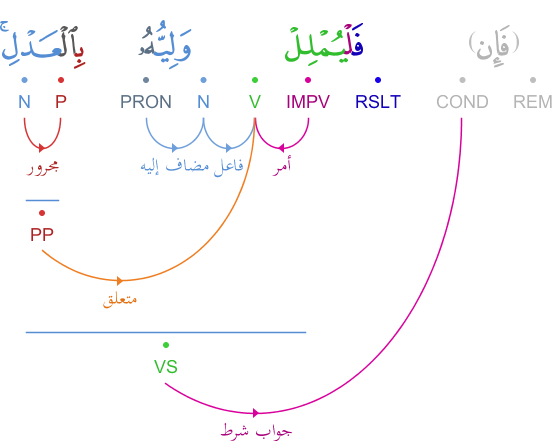 (فَإِن) فَلْيُمْلِلْ وَلِيُّهُۥ بِٱلْعَدْلِ ۚ
REM COND RSLT IMPV V N PRON P N
أمر فاعل مضاف إليه مجرور
PP
متعلق
VS
جواب شرط